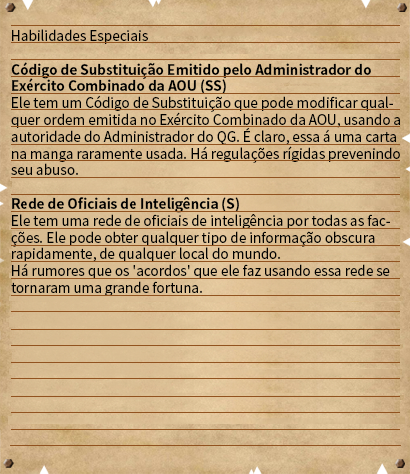 Habilidades Especiais
Código de Substituição Emitido pelo Administrador do
Exército Combinado da AOU (SS)
Ele tem um Código de Substituição que pode modificar qual-
quer ordem emitida no Exército Combinado da AOU, usando a
autoridade do Administrador do QG. É claro, essa á uma carta
na manga raramente usada. Há regulações rígidas prevenindo
seu abuso.
Rede de Oficiais de Inteligência (S)
Ele tem uma rede de oficiais de inteligência por todas as fac-
ções. Ele pode obter qualquer tipo de informação obscura
rapidamente, de qualquer local do mundo.
Há rumores que os 'acordos' que ele faz usando essa rede se
tornaram uma grande fortuna.